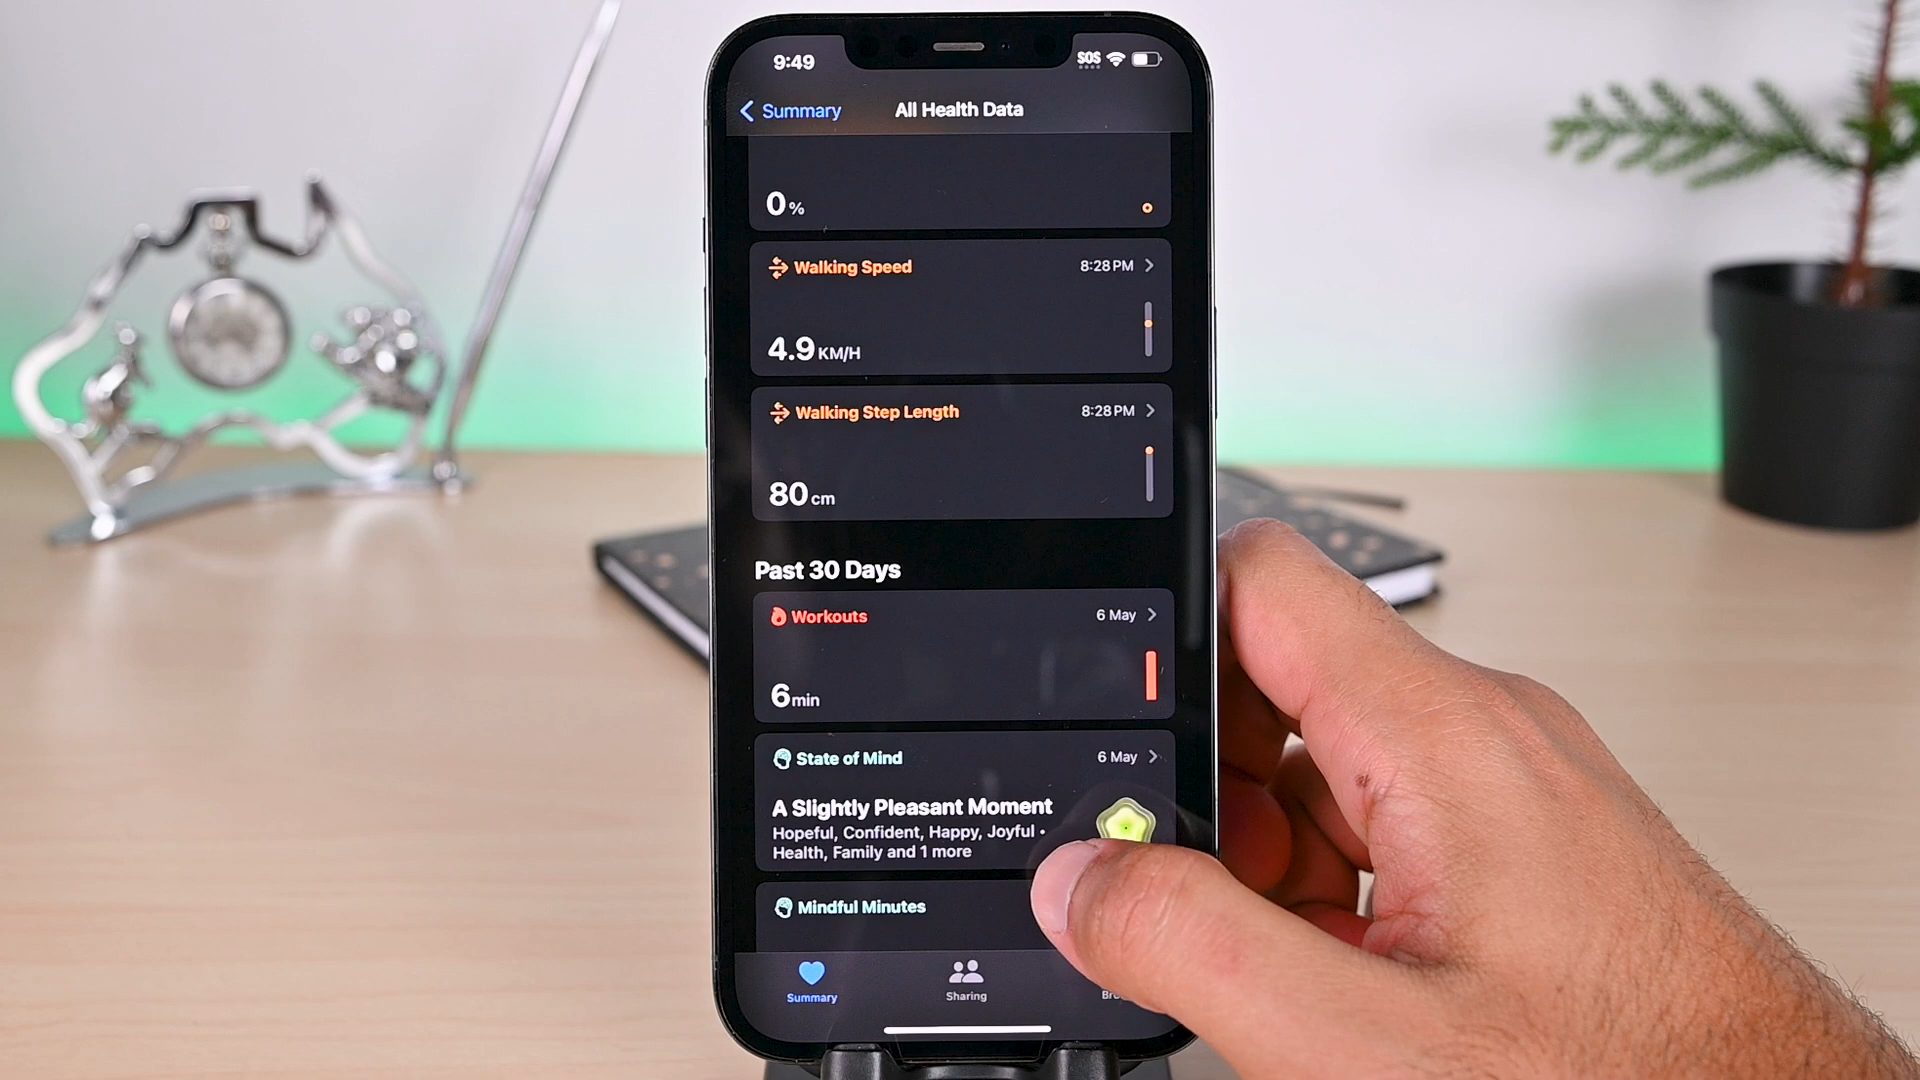 9:49
SOS
Summary
All Health Data
0%
Walking Speed
8:28 PM
4.9 KM/H
Walking Step Length
8:28 PM
80 cm
Past 30 Days
Workouts
6 May
6 min
State of Mind
6 May
A Slightly Pleasant Moment
Hopeful, Confident, Happy, Joyful •
Health, Family and 1 more
Mindful Minutes
Summary
Sharing